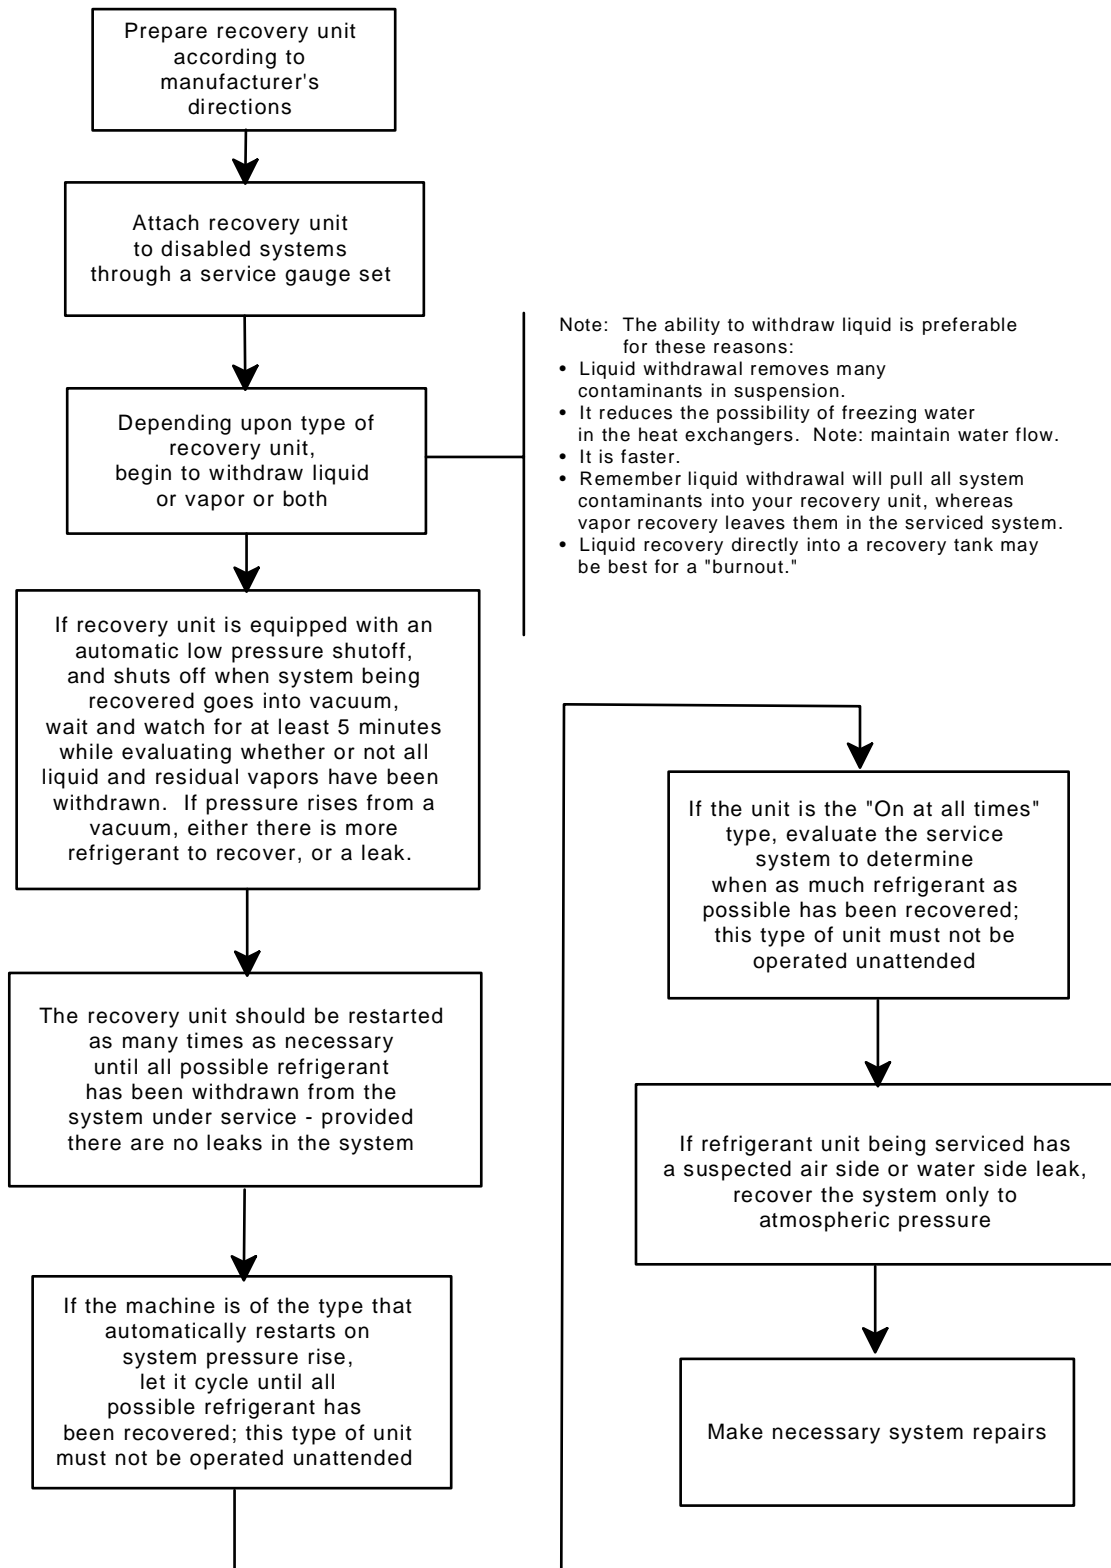 Prepare recovery unit
according to
manufacturer's
directions
Attach recovery unit
to disabled systems
through a service gauge set
Depending upon type of
recovery unit,
begin to withdraw liquid
or vapor or both
Note: The ability to withdraw liquid is preferable
for these reasons:
• Liquid withdrawal removes many
contaminants in suspension.
• It reduces the possibility of freezing water
in the heat exchangers. Note: maintain water flow.
• It is faster.
• Remember liquid withdrawal will pull all system
contaminants into your recovery unit, whereas
vapor recovery leaves them in the serviced system.
• Liquid recovery directly into a recovery tank may
be best for a "burnout."
If recovery unit is equipped with an
automatic low pressure shutoff,
and shuts off when system being
recovered goes into vacuum,
wait and watch for at least 5 minutes
while evaluating whether or not all
liquid and residual vapors have been
withdrawn. If pressure rises from a
vacuum, either there is more
refrigerant to recover, or a leak.
The recovery unit should be restarted
as many times as necessary
until all possible refrigerant
has been withdrawn from the
system under service - provided
there are no leaks in the system
If the machine is of the type that
automatically restarts on
system pressure rise,
let it cycle until all
possible refrigerant has
been recovered; this type of unit
must not be operated unattended
If the unit is the "On at all times"
type, evaluate the service
system to determine
when as much refrigerant as
possible has been recovered;
this type of unit must not be
operated unattended
If refrigerant unit being serviced has
a suspected air side or water side leak,
recover the system only to
atmospheric pressure
Make necessary system repairs